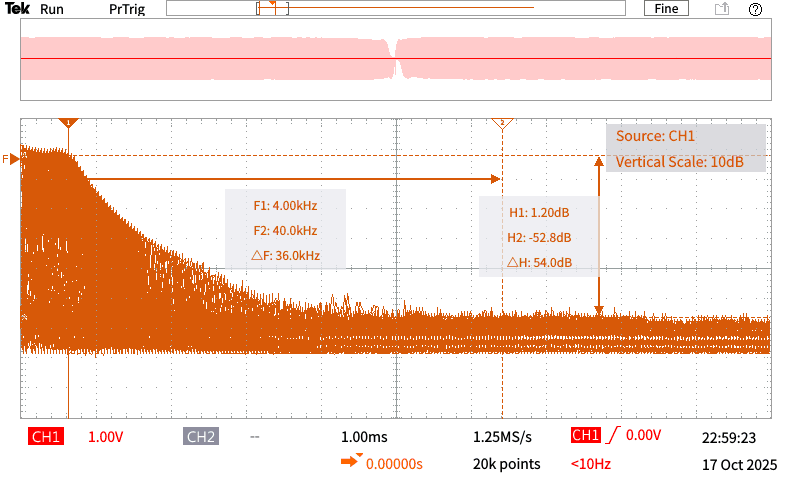 Tek Run PrTrig Fine
1 2
F
Source: CH1
Vertical Scale: 10dB
F1: 4.00kHz
F2: 40.0kHz
△F: 36.0kHz
H1: 1.20dB
H2: -52.8dB
△H: 54.0dB
CH1 1.00V CH2 -- 1.00ms 1.25MS/s CH1 0.00V 22:59:23
0.00000s 20k points <10Hz 17 Oct 2025